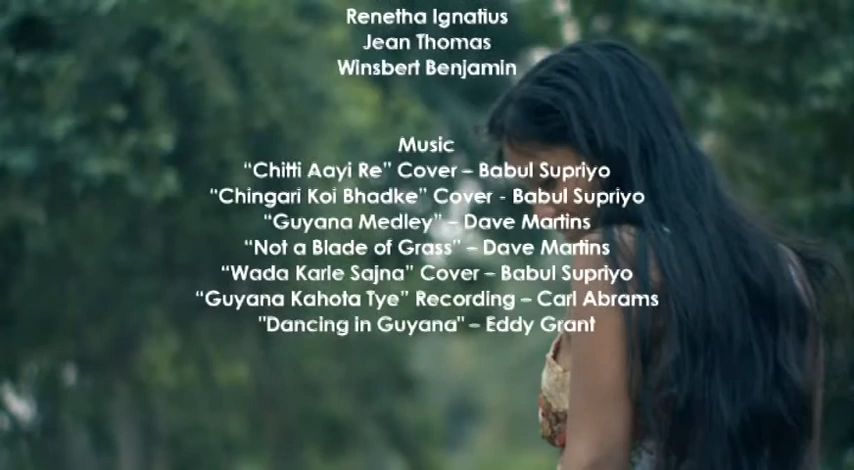 Renetha Ignatius
Jean Thomas
Winsbert Benjamin
Music
“Chitti Aayi Re” Cover – Babul Supriyo
“Chingari Koi Bhadke” Cover - Babul Supriyo
“Guyana Medley” – Dave Martins
“Not a Blade of Grass” – Dave Martins
“Wada Karle Sajna” Cover – Babul Supriyo
“Guyana Kahota Tye” Recording – Carl Abrams
"Dancing in Guyana" – Eddy Grant